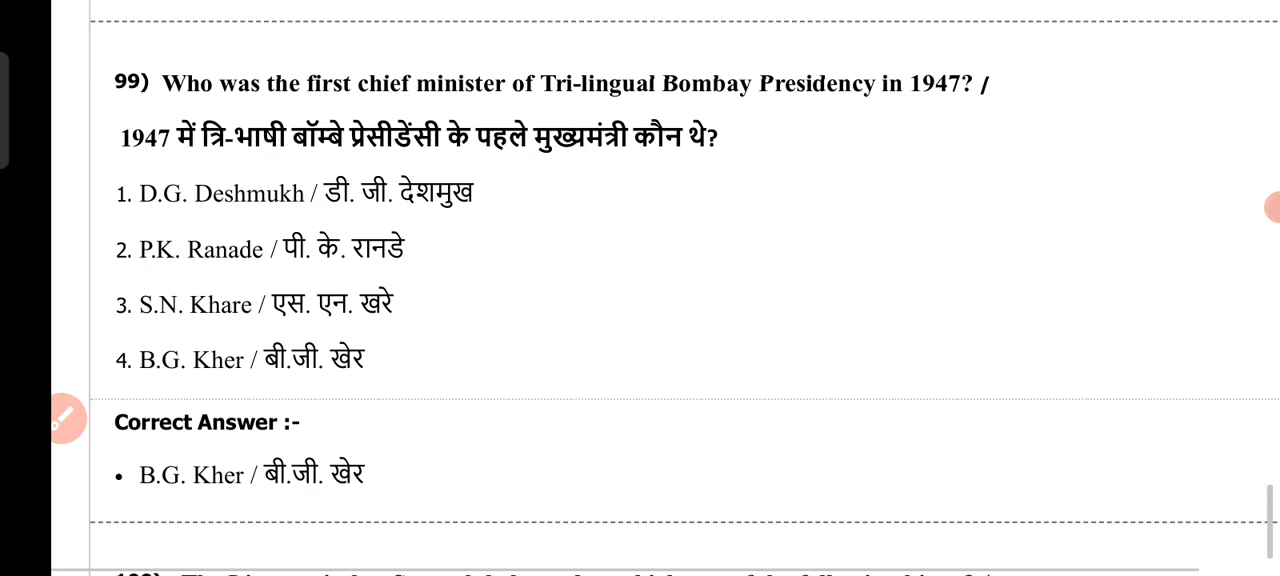 99) Who was the first chief minister of Tri-lingual Bombay Presidency in 1947? /
1947 में त्रि-भाषी बॉम्बे प्रेसीडेंसी के पहले मुख्यमंत्री कौन थे?
1. D.G. Deshmukh / डी. जी. देशमुख
2. P.K. Ranade / पी. के. रानडे
3. S.N. Khare / एस. एन. खरे
4. B.G. Kher / बी.जी. खेर
Correct Answer :-
• B.G. Kher / बी.जी. खेर